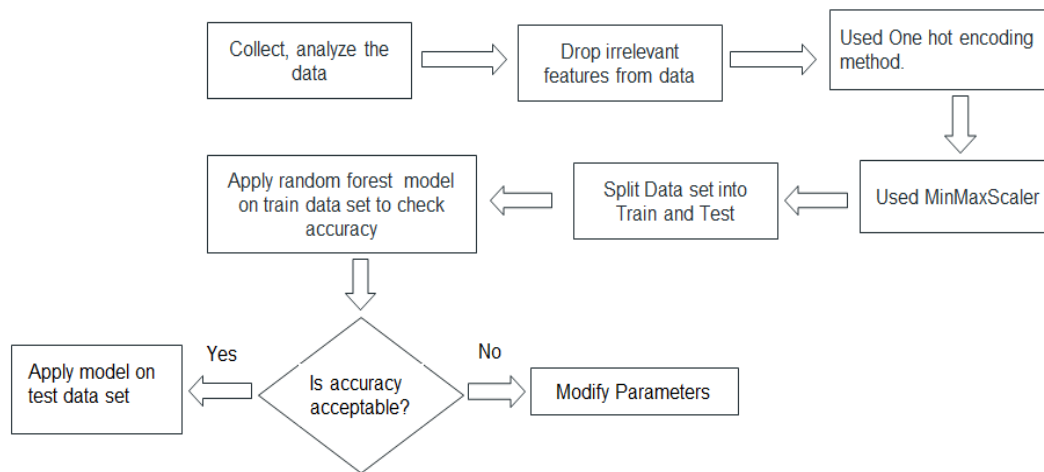 Collect, analyze the
data
Drop irrelevant
features from data
Used One hot encoding
method.
Used MinMaxScaler
Split Data set into
Train and Test
Apply random forest model
on train data set to check
accuracy
Is accuracy
acceptable?
Yes
Apply model on
test data set
No
Modify Parameters